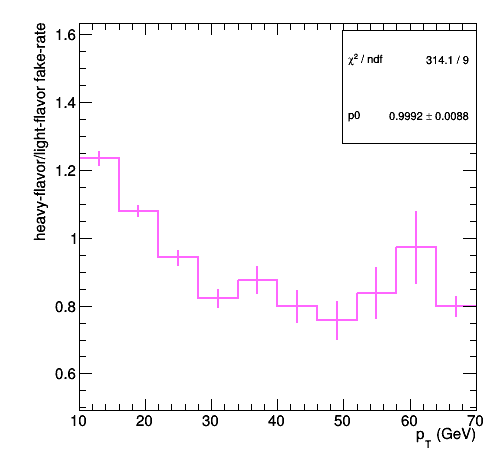 heavy-flavor/light-flavor fake-rate
1.6
1.4
1.2
1
0.8
0.6
χ² / ndf 314.1 / 9
p0 0.9992 ± 0.0088
10 20 30 40 50 60 70
p_T (GeV)